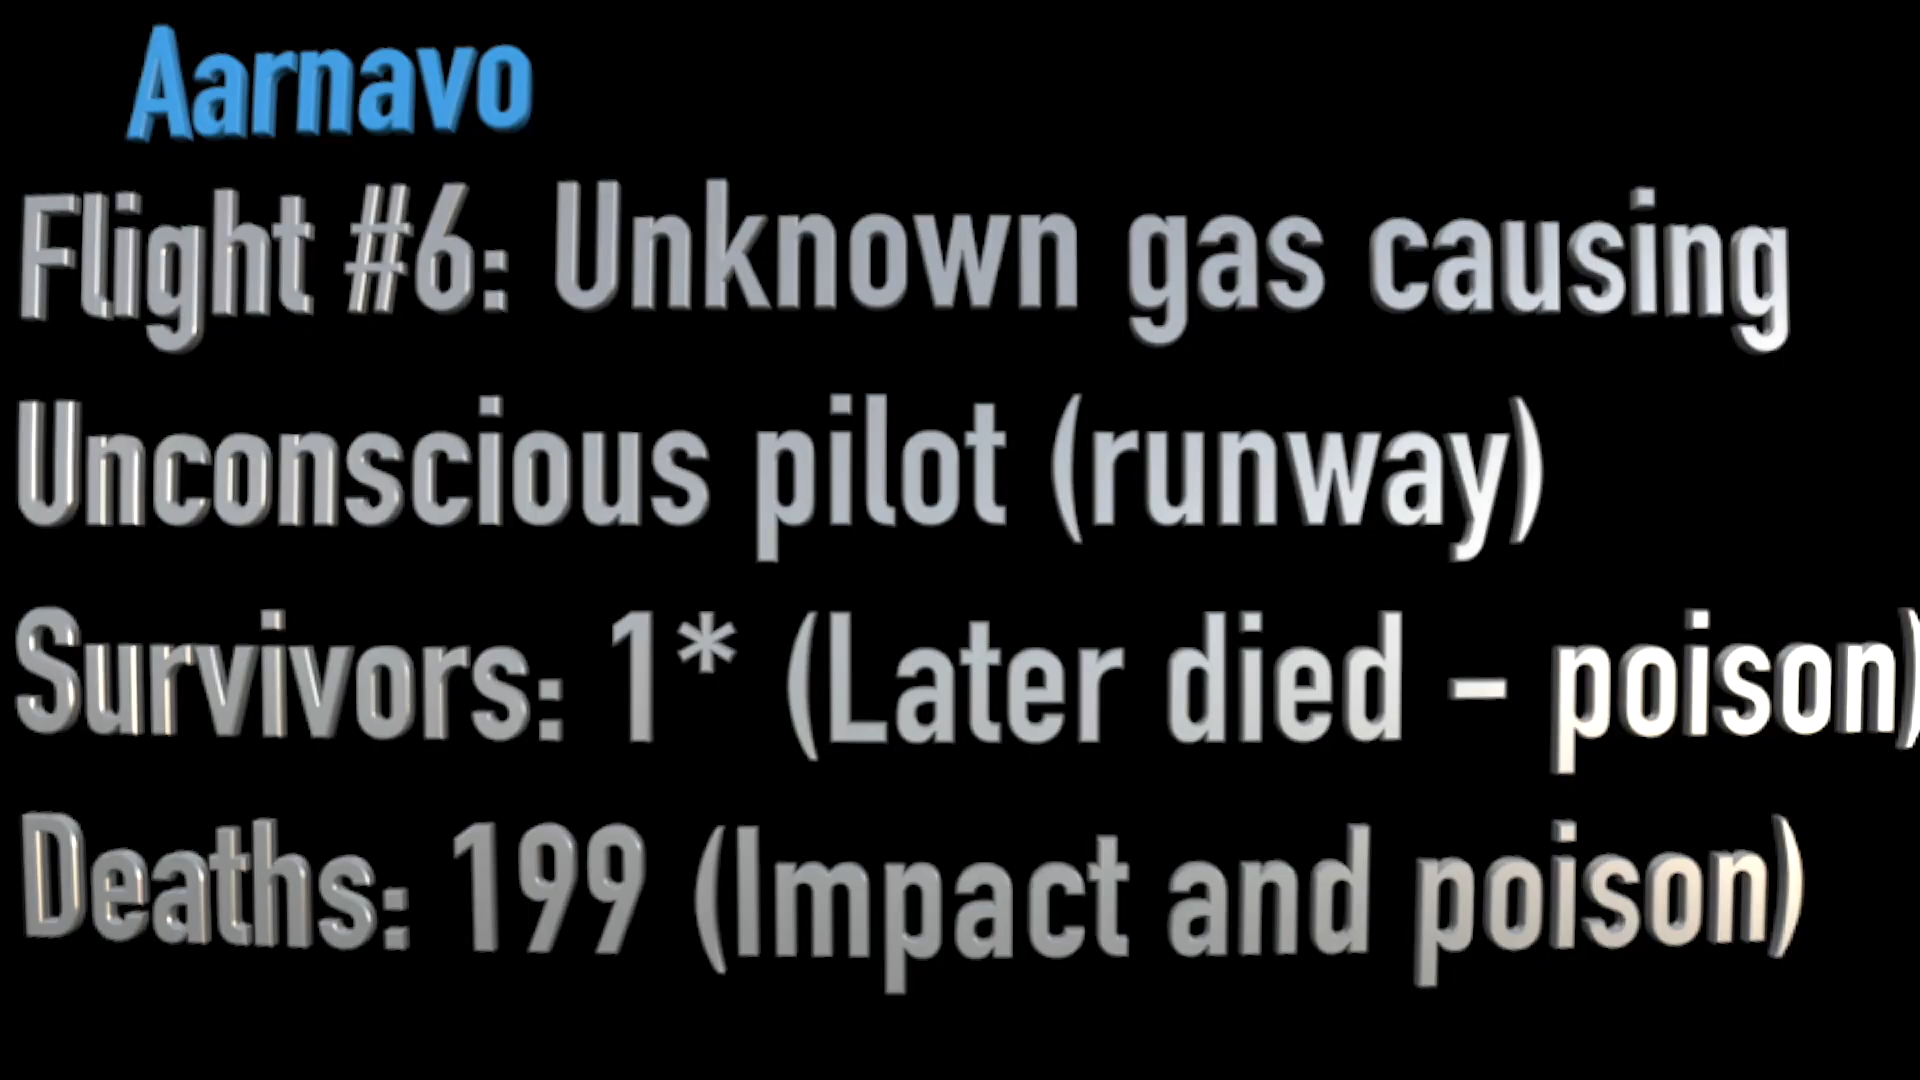 Aarnavo
Flight #6: Unknown gas causing
Unconscious pilot (runway)
Survivors: 1* (Later died - poison)
Deaths: 199 (Impact and poison)